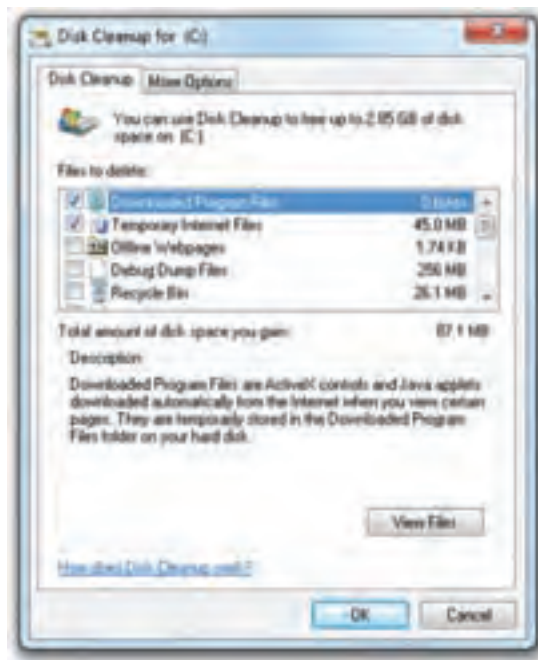 Disk Cleanup for (C:)
Disk Cleanup
More Options
You can use Disk Cleanup to free up to 2.85 GB of disk
space on (C:)
Files to delete:
Downloaded Program Files 0 bytes
Temporary Internet Files 45.0 MB
Offline Webpages 1.74 KB
Debug Dump Files 256 MB
Recycle Bin 26.1 MB
Total amount of disk space you gain: 87.1 MB
Description
Downloaded Program Files are ActiveX controls and Java applets
downloaded automatically from the Internet when you view certain
pages. They are temporarily stored in the Downloaded Program
Files folder on your hard disk.
View Files
How does Disk Cleanup work?
OK
Cancel